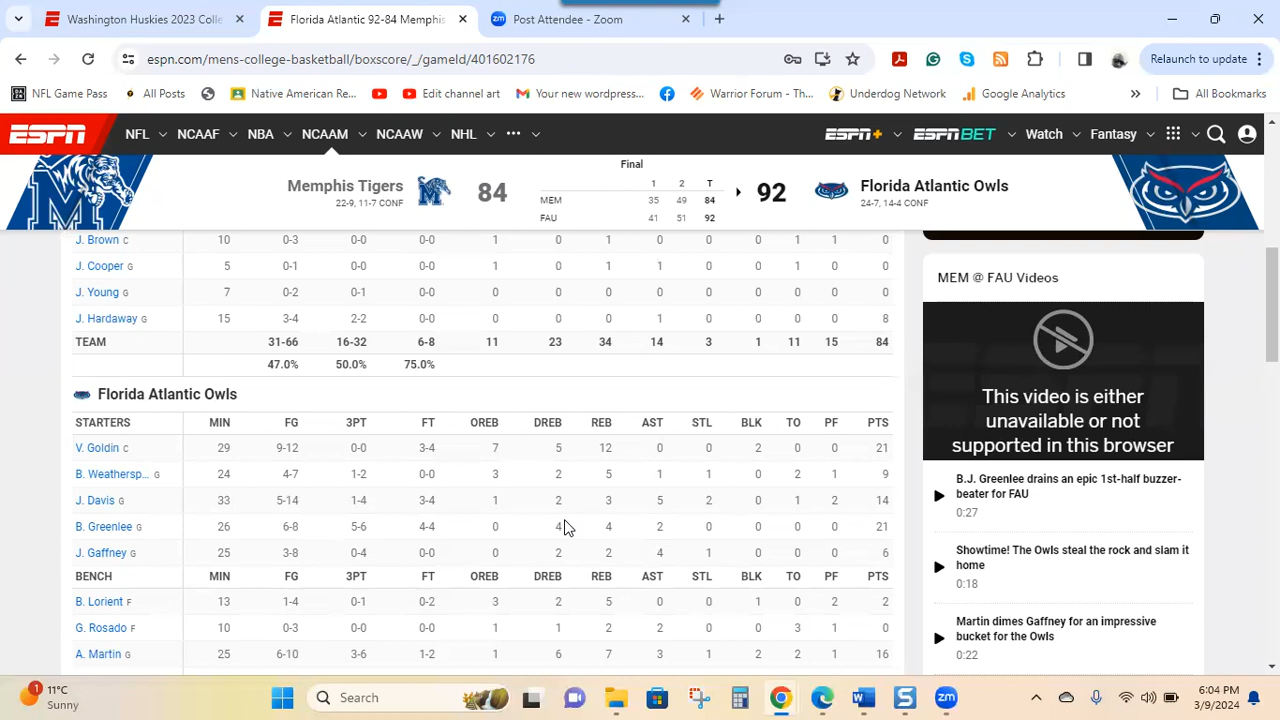 Washington Huskies 2023 Colle
Florida Atlantic 92-84 Memphis
Post Attendee - Zoom
espn.com/mens-college-basketball/boxscore/_/gameId/401602176
Relaunch to update
NFL Game Pass
All Posts
Native American Re...
Edit channel art
Your new wordpress...
Warrior Forum - Th...
Underdog Network
Google Analytics
All Bookmarks
ESPN NFL NCAAF NBA NCAAM NCAAW NHL ESPN+ ESPN BET Watch Fantasy
Final
Memphis Tigers 84 1 2 T 92 Florida Atlantic Owls
22-9, 11-7 CONF MEM 35 49 84 24-7, 14-4 CONF
FAU 41 51 92
J. Brown C 10 0-3 0-0 0-0 1 0 1 0 0 0 1 1 0
J. Cooper G 5 0-1 0-0 0-0 1 0 1 1 0 0 1 0 0
J. Young G 7 0-2 0-1 0-0 0 0 0 0 0 0 0 0 0
J. Hardaway G 15 3-4 2-2 0-0 0 0 0 1 0 0 0 0 8
TEAM 31-66 16-32 6-8 11 23 34 14 3 1 11 15 84
47.0% 50.0% 75.0%
Florida Atlantic Owls
STARTERS MIN FG 3PT FT OREB DREB REB AST STL BLK TO PF PTS
V. Goldin C 29 9-12 0-0 3-4 7 5 12 0 0 2 0 0 21
B. Weathersp... G 24 4-7 1-2 0-0 3 2 5 1 1 0 2 1 9
J. Davis G 33 5-14 1-4 3-4 1 2 3 5 2 0 1 2 14
B. Greenlee G 26 6-8 5-6 4-4 0 4 4 2 0 0 0 0 21
J. Gaffney G 25 3-8 0-4 0-0 0 2 2 4 1 0 0 0 6
BENCH MIN FG 3PT FT OREB DREB REB AST STL BLK TO PF PTS
B. Lorient F 13 1-4 0-1 0-2 3 2 5 0 0 1 0 2 2
G. Rosado F 10 0-3 0-0 0-0 1 1 2 2 0 0 3 1 0
A. Martin G 25 6-10 3-6 1-2 1 6 7 3 1 2 2 1 16
MEM @ FAU Videos
This video is either
unavailable or not
supported in this browser
B.J. Greenlee drains an epic 1st-half buzzer-
beater for FAU
0:27
Showtime! The Owls steal the rock and slam it
home
0:18
Martin dimes Gaffney for an impressive
bucket for the Owls
0:22
1
11°C
Sunny
Search
6:04 PM
3/9/2024